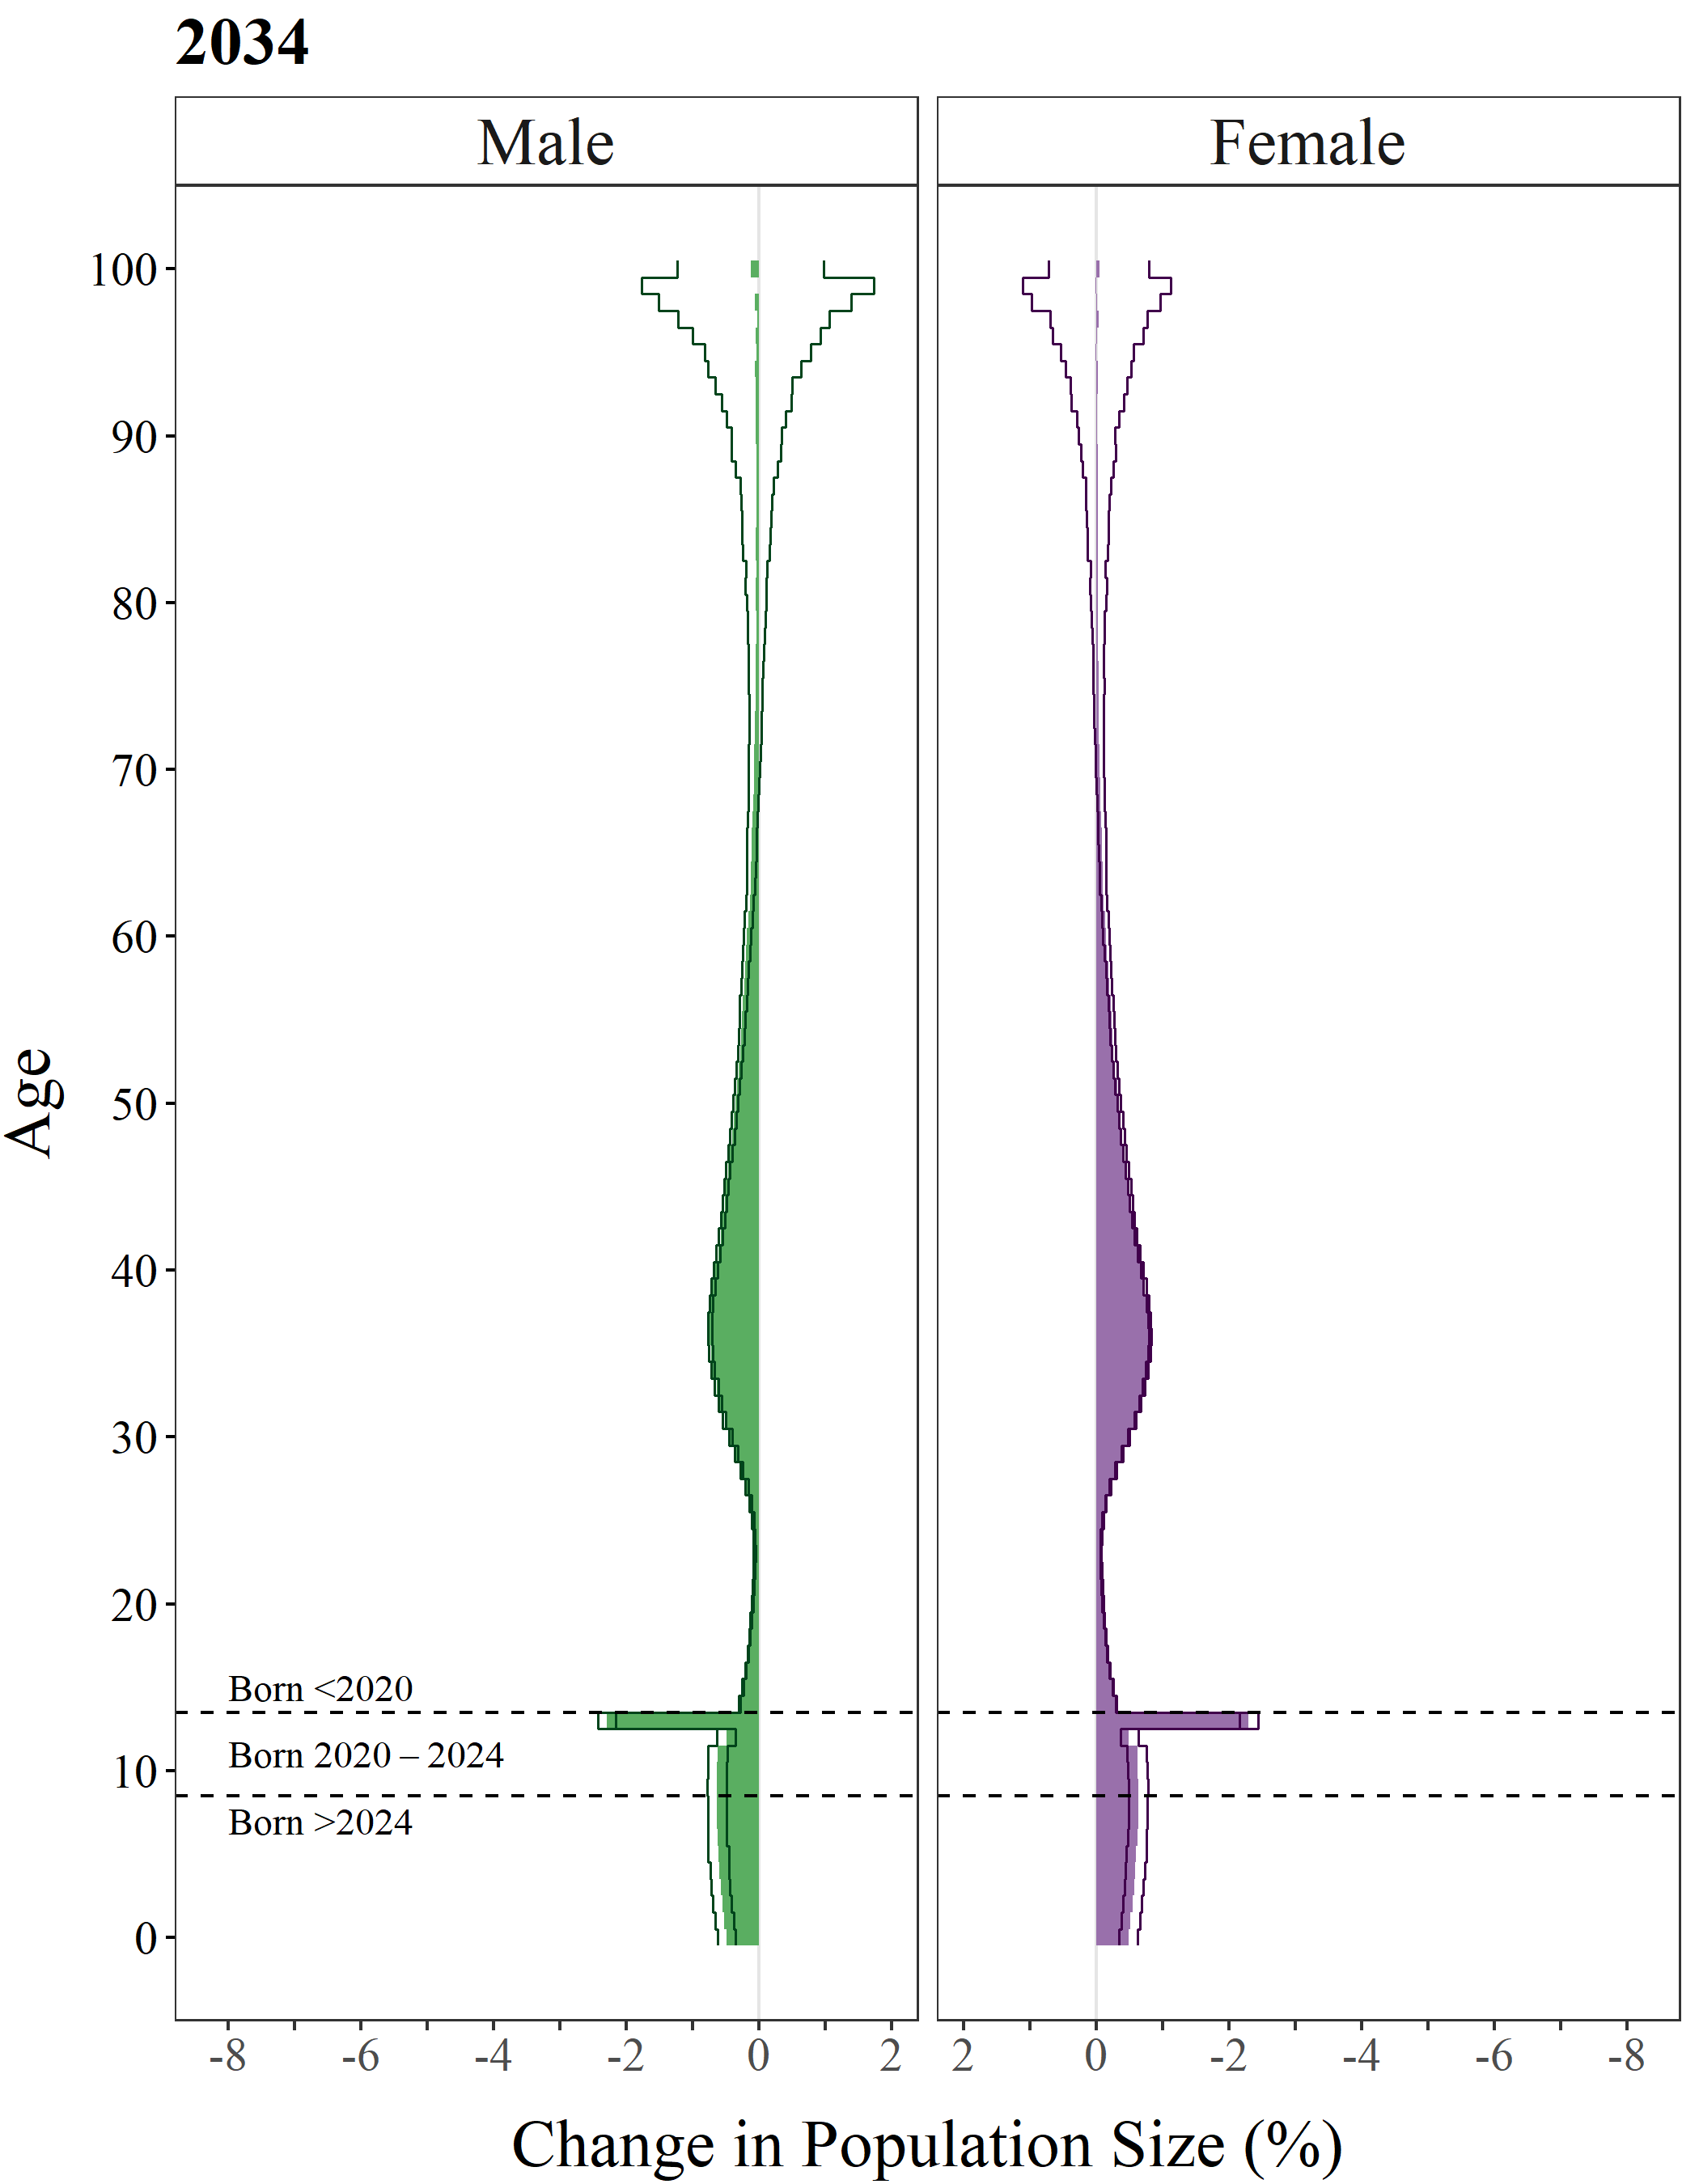 2034
Male Female
100
90
80
70
60
50
40
30
20
10
0
Age
Born <2020
Born 2020 – 2024
Born >2024
-8 -6 -4 -2 0 2 2 0 -2 -4 -6 -8
Change in Population Size (%)